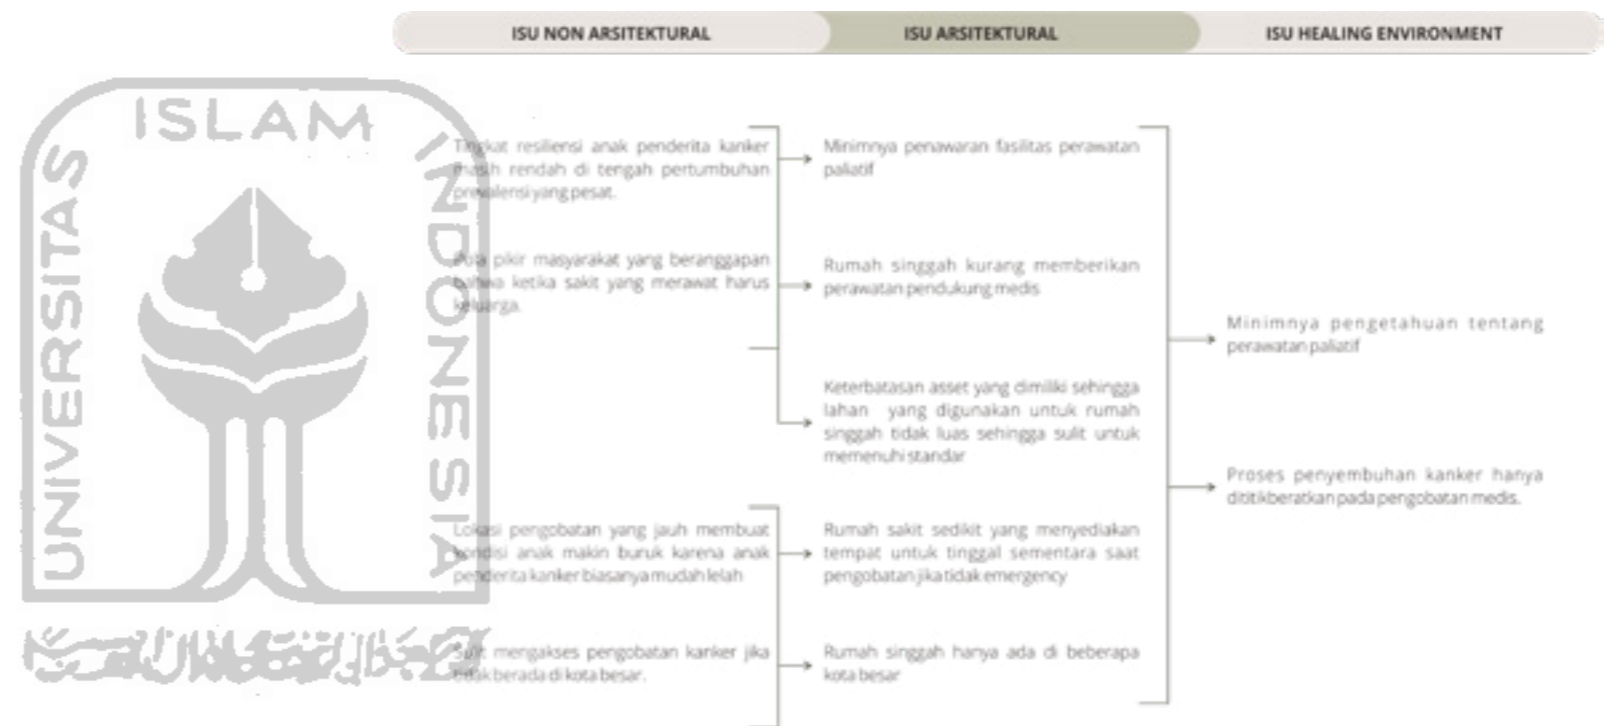 ISU NON ARSITEKTURAL
ISU ARSITEKTURAL
ISU HEALING ENVIRONMENT
UNIVERSITAS
ISLAM
INDONESIA
Tingkat resiliensi anak penderita kanker
masih rendah di tengah pertumbuhan
prevalensi yang pesat.
Pola pikir masyarakat yang beranggapan
bahwa ketika sakit yang merawat harus
keluarga.
Lokasi pengobatan yang jauh membuat
kondisi anak makin buruk karena anak
penderita kanker biasanya mudah lelah
Sulit mengakses pengobatan kanker jika
tidak berada di kota besar.
Minimnya penawaran fasilitas perawatan
paliatif
Rumah singgah kurang memberikan
perawatan pendukung medis
Keterbatasan asset yang dimiliki sehingga
lahan yang digunakan untuk rumah
singgah tidak luas sehingga sulit untuk
memenuhi standar
Rumah sakit sedikit yang menyediakan
tempat untuk tinggal sementara saat
pengobatan jika tidak emergency
Rumah singgah hanya ada di beberapa
kota besar
Minimnya pengetahuan tentang
perawatan paliatif
Proses penyembuhan kanker hanya
dititikberatkan pada pengobatan medis.